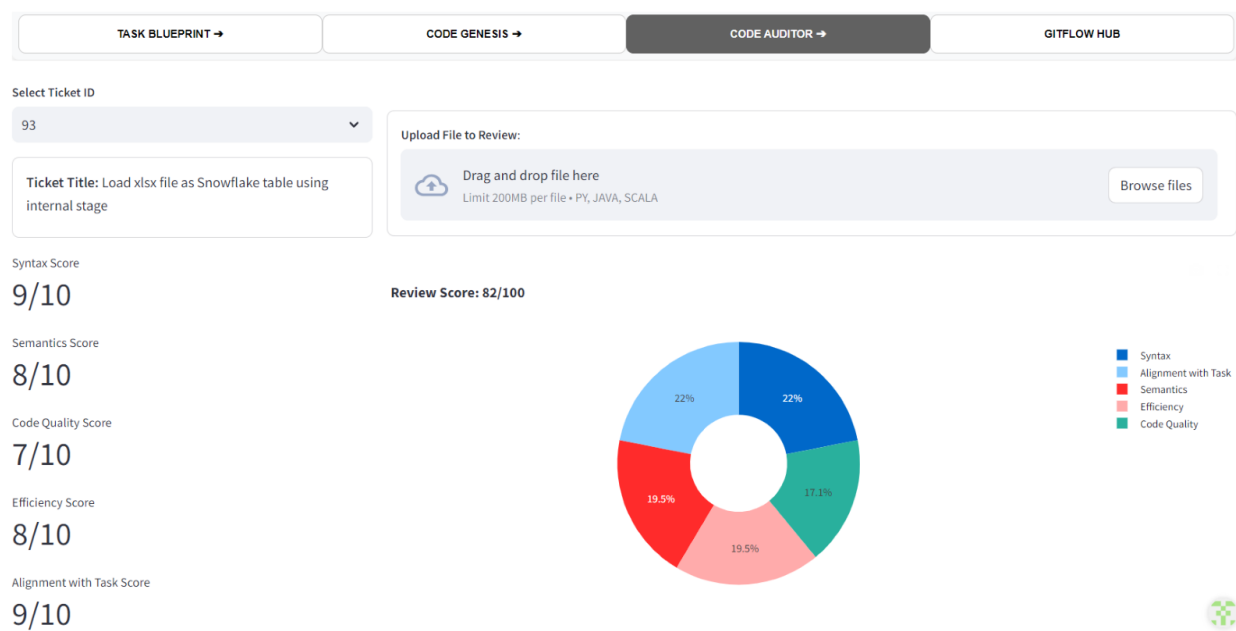 TASK BLUEPRINT ➔
CODE GENESIS ➔
CODE AUDITOR ➔
GITFLOW HUB
Select Ticket ID
93
Ticket Title: Load xlsx file as Snowflake table using
internal stage
Upload File to Review:
Drag and drop file here
Limit 200MB per file • PY, JAVA, SCALA
Browse files
Syntax Score
9/10
Semantics Score
8/10
Code Quality Score
7/10
Efficiency Score
8/10
Alignment with Task Score
9/10
Review Score: 82/100
22%
22%
19.5%
17.1%
19.5%
Syntax
Alignment with Task
Semantics
Efficiency
Code Quality